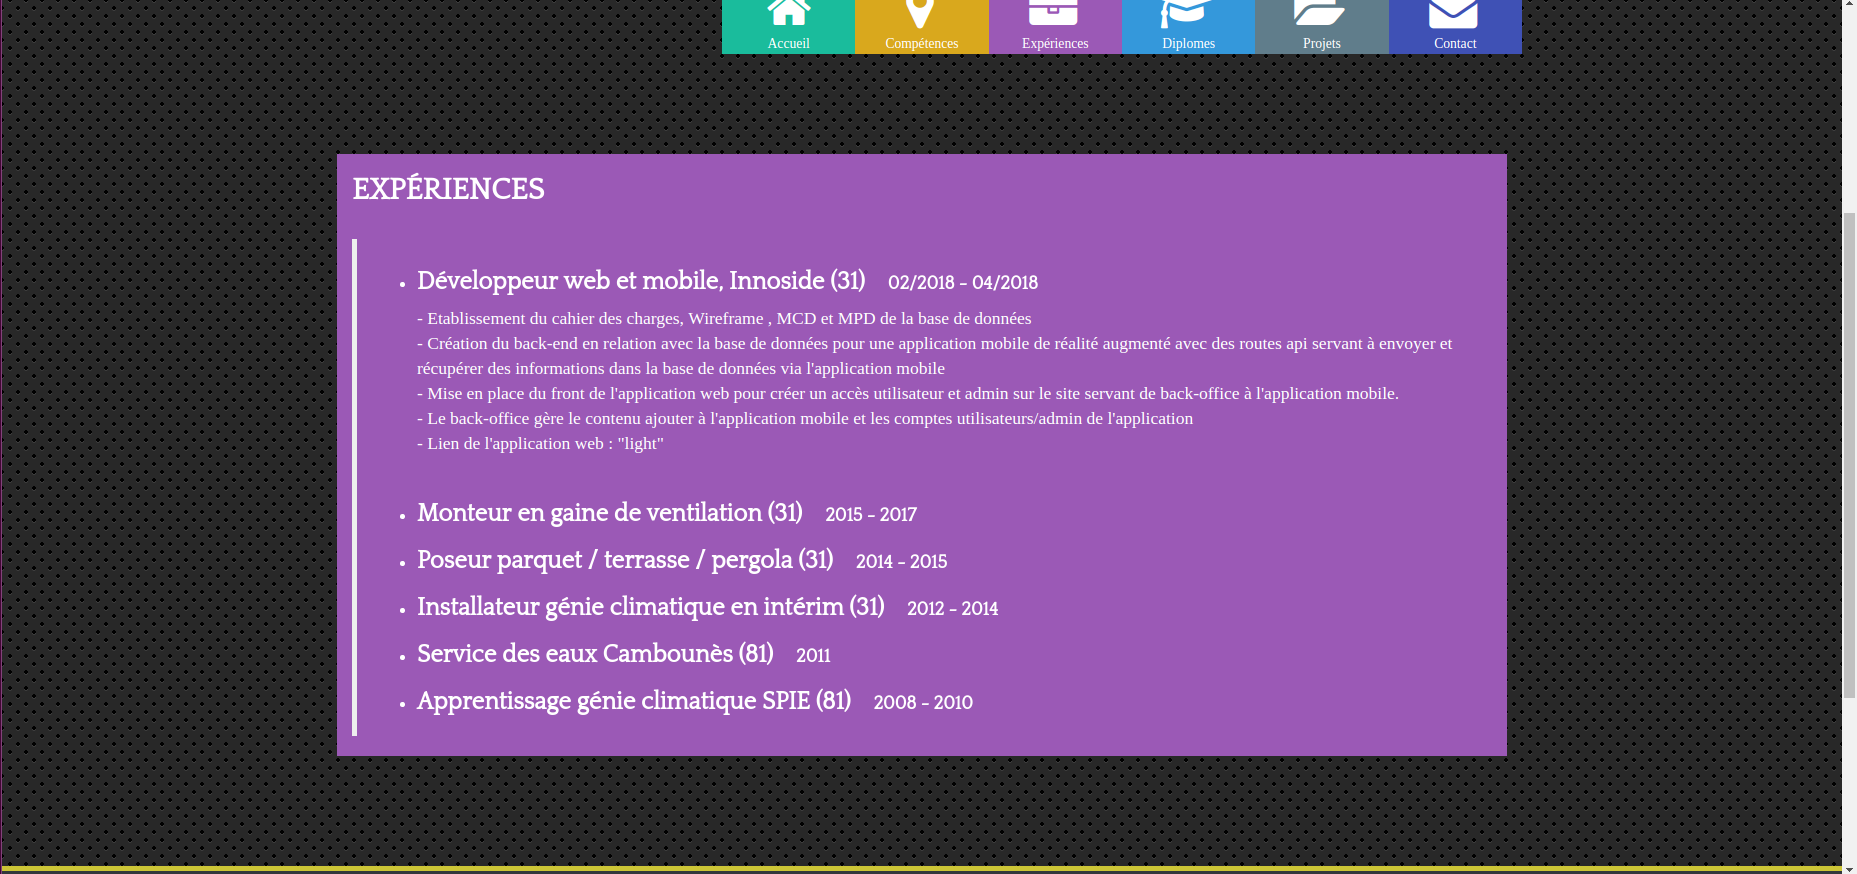 Accueil Compétences Expériences Diplomes Projets Contact
EXPÉRIENCES
Développeur web et mobile, Innoside (31) 02/2018 - 04/2018
- Etablissement du cahier des charges, Wireframe , MCD et MPD de la base de données
- Création du back-end en relation avec la base de données pour une application mobile de réalité augmenté avec des routes api servant à envoyer et
récupérer des informations dans la base de données via l'application mobile
- Mise en place du front de l'application web pour créer un accès utilisateur et admin sur le site servant de back-office à l'application mobile.
- Le back-office gère le contenu ajouter à l'application mobile et les comptes utilisateurs/admin de l'application
- Lien de l'application web : "light"
Monteur en gaine de ventilation (31) 2015 - 2017
Poseur parquet / terrasse / pergola (31) 2014 - 2015
Installateur génie climatique en intérim (31) 2012 - 2014
Service des eaux Cambounès (81) 2011
Apprentissage génie climatique SPIE (81) 2008 - 2010